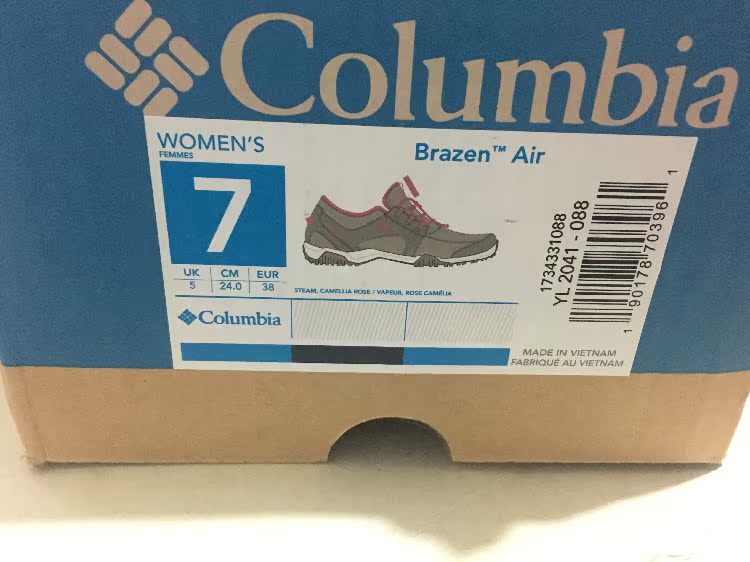 Columbia
WOMEN'S
FEMMES
7
UK CM EUR
5 24.0 38
Brazen™ Air
STEAM, CAMELLIA ROSE / VAPEUR, ROSE CAMÉLIA
1734331088
YL 2041 - 088
1 90178 70396 1
Columbia
MADE IN VIETNAM
FABRIQUÉ AU VIETNAM